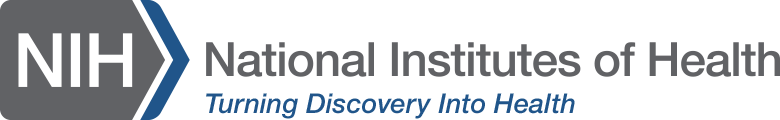 NIH
National Institutes of Health
Turning Discovery Into Health